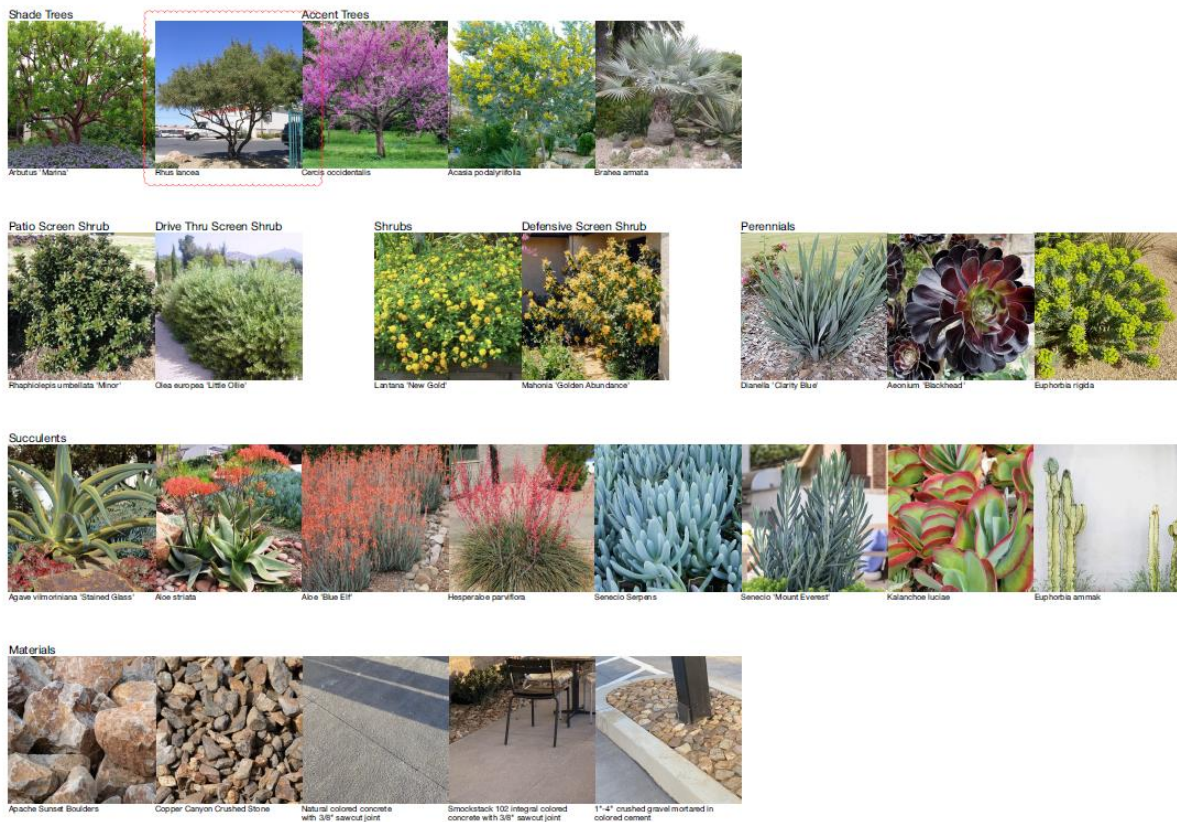 Shade Trees
Accent Trees
Arbutus 'Marina'
Rhus lancea
Cercis occidentalis
Acasia podalyriifolia
Brahea armata
Patio Screen Shrub
Drive Thru Screen Shrub
Shrubs
Defensive Screen Shrub
Perennials
Rhaphiolepis umbellata 'Minor'
Olea europea 'Little Ollie'
Lantana 'New Gold'
Mahonia 'Golden Abundance'
Dianella 'Clarity Blue'
Aeonium 'Blackhead'
Euphorbia rigida
Succulents
Agave vilmoriniana 'Stained Glass'
Aloe striata
Aloe 'Blue Elf'
Hesperaloe parviflora
Senecio Serpens
Senecio 'Mount Everest'
Kalanchoe luciae
Euphorbia ammak
Materials
Apache Sunset Boulders
Copper Canyon Crushed Stone
Natural colored concrete
with 3/8" sawcut joint
Smockstack 102 integral colored
concrete with 3/8" sawcut joint
1"-4" crushed gravel mortared in
colored cement